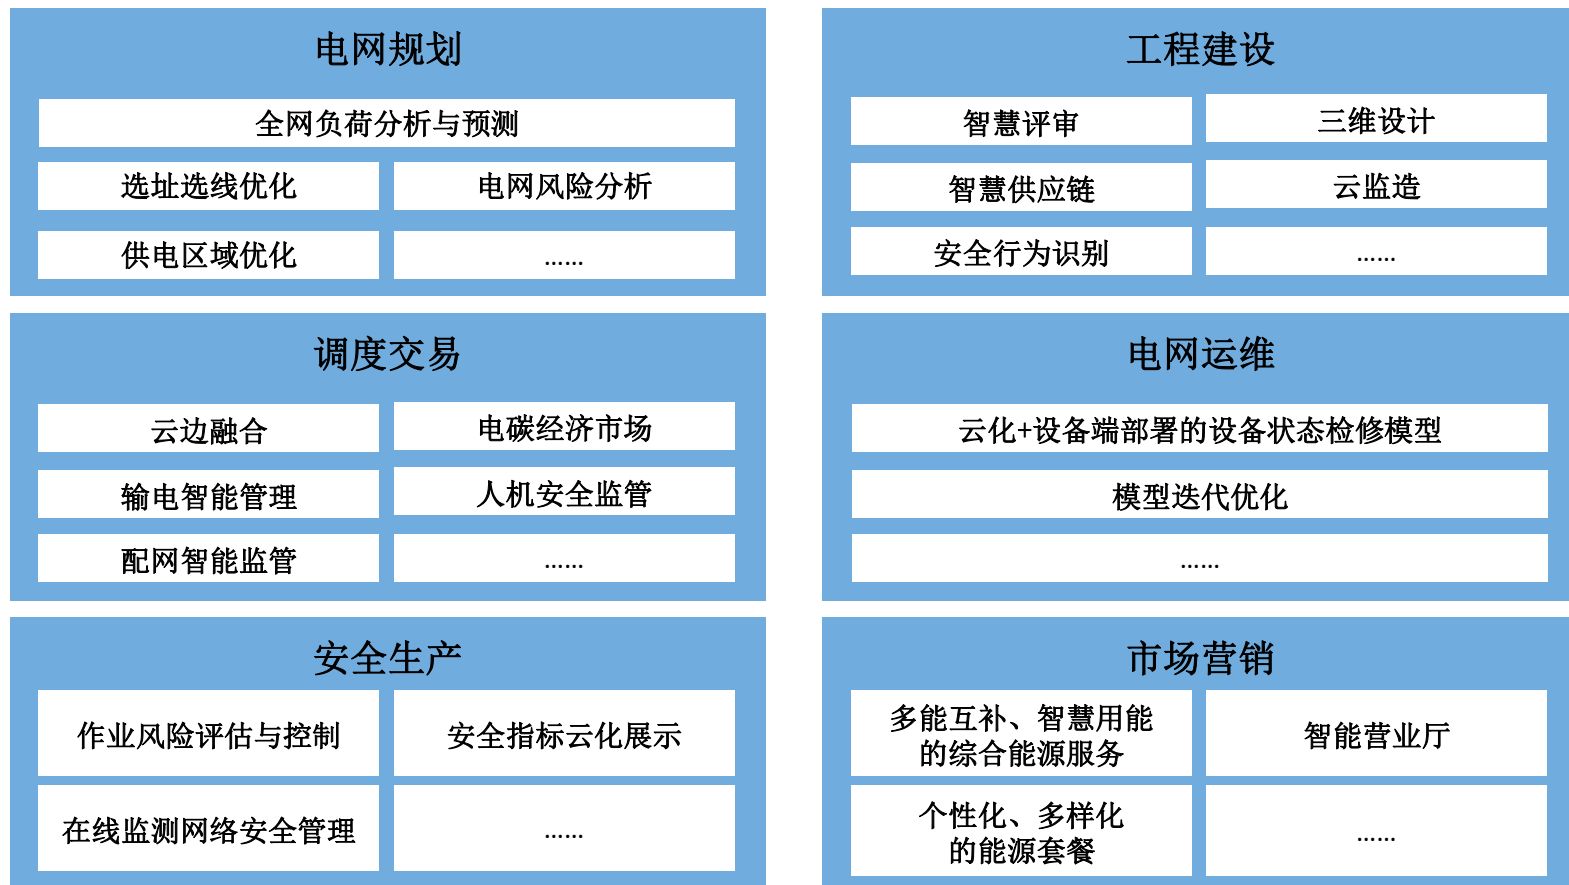 电网规划
全网负荷分析与预测
选址选线优化
电网风险分析
供电区域优化
……
工程建设
智慧评审
三维设计
智慧供应链
云监造
安全行为识别
……
调度交易
云边融合
电碳经济市场
输电智能管理
人机安全监管
配网智能监管
……
电网运维
云化+设备端部署的设备状态检修模型
模型迭代优化
……
安全生产
作业风险评估与控制
安全指标云化展示
在线监测网络安全管理
……
市场营销
多能互补、智慧用能
的综合能源服务
智能营业厅
个性化、多样化
的能源套餐
……